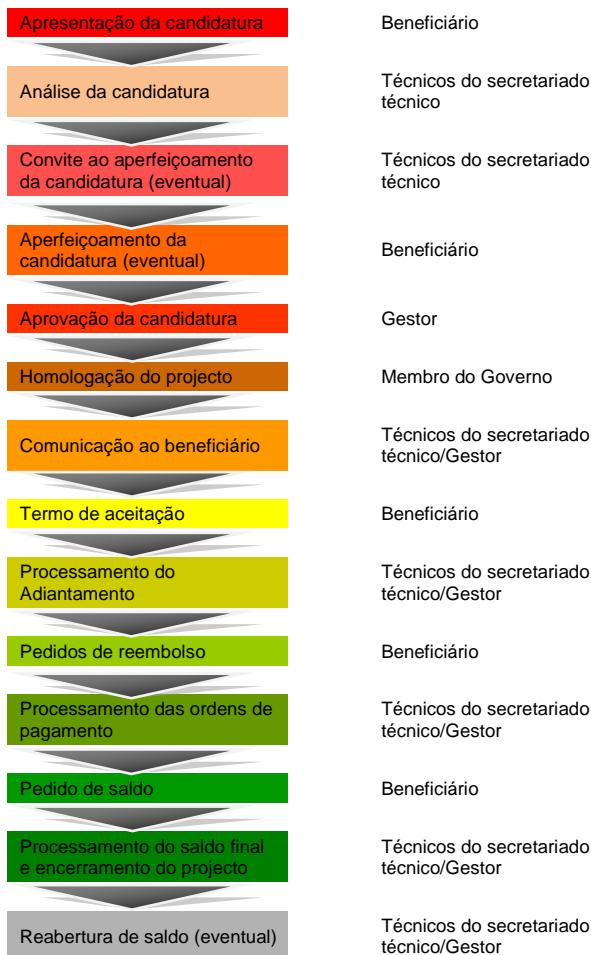 Apresentação da candidatura
Beneficiário
Análise da candidatura
Técnicos do secretariado
técnico
Convite ao aperfeiçoamento
da candidatura (eventual)
Técnicos do secretariado
técnico
Aperfeiçoamento da
candidatura (eventual)
Beneficiário
Aprovação da candidatura
Gestor
Homologação do projecto
Membro do Governo
Comunicação ao beneficiário
Técnicos do secretariado
técnico/Gestor
Termo de aceitação
Beneficiário
Processamento do
Adiantamento
Técnicos do secretariado
técnico/Gestor
Pedidos de reembolso
Beneficiário
Processamento das ordens de
pagamento
Técnicos do secretariado
técnico/Gestor
Pedido de saldo
Beneficiário
Processamento do saldo final
e encerramento do projecto
Técnicos do secretariado
técnico/Gestor
Reabertura de saldo (eventual)
Técnicos do secretariado
técnico/Gestor